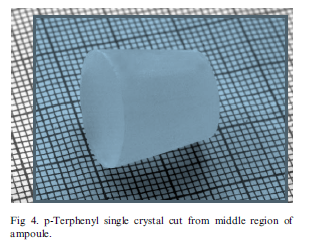 Fig 4. p-Terphenyl single crystal cut from middle region of
ampoule.